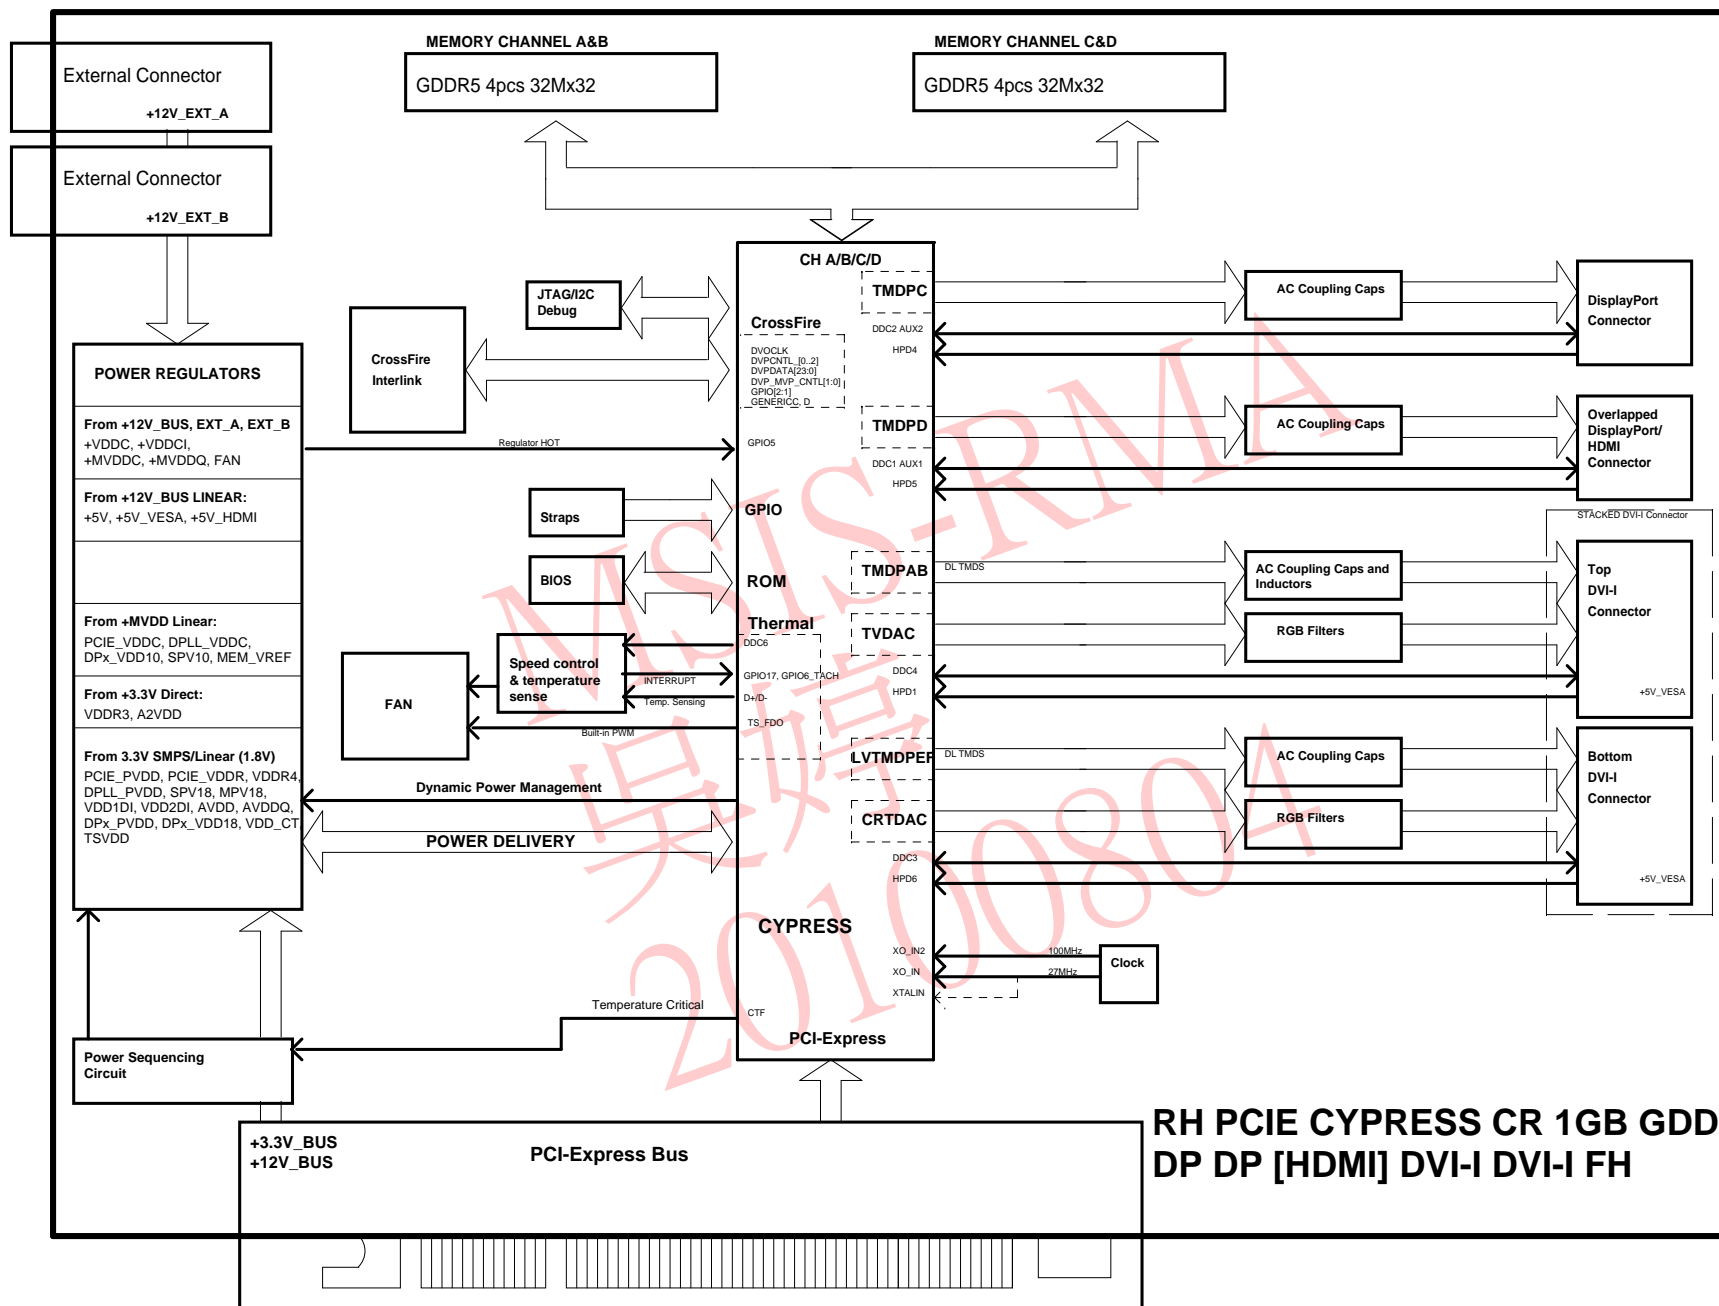 MEMORY CHANNEL A&B
GDDR5 4pcs 32Mx32
MEMORY CHANNEL C&D
GDDR5 4pcs 32Mx32
External Connector
+12V_EXT_A
External Connector
+12V_EXT_B
POWER REGULATORS
From +12V_BUS, EXT_A, EXT_B
+VDDC, +VDDCI,
+MVDDC, +MVDDQ, FAN
From +12V_BUS LINEAR:
+5V, +5V_VESA, +5V_HDMI
From +MVDD Linear:
PCIE_VDDC, DPLL_VDDC,
DPx_VDD10, SPV10, MEM_VREF
From +3.3V Direct:
VDDR3, A2VDD
From 3.3V SMPS/Linear (1.8V)
PCIE_PVDD, PCIE_VDDR, VDDR4,
DPLL_PVDD, SPV18, MPV18,
VDD1DI, VDD2DI, AVDD, AVDDQ,
DPx_PVDD, DPx_VDD18, VDD_CT
TSVDD
Power Sequencing
Circuit
JTAG/I2C
Debug
CrossFire
Interlink
Regulator HOT
Straps
BIOS
Speed control
& temperature
sense
FAN
INTERRUPT
Temp. Sensing
Built-in PWM
Dynamic Power Management
POWER DELIVERY
Temperature Critical
CH A/B/C/D
CrossFire
DVOCLK
DVPCNTL_[0..2]
DVPDATA[23:0]
DVP_MVP_CNTL[1:0]
GPIO[2:1]
GENERICC, D
GPIO5
GPIO
ROM
Thermal
DDC6
GPIO17, GPIO6_TACH
D+/D-
TS_FDO
CYPRESS
CTF
PCI-Express
TMDPC
DDC2 AUX2
HPD4
TMDPD
DDC1 AUX1
HPD5
TMDPAB
DL TMDS
TVDAC
DDC4
HPD1
LVTMDPEF
DL TMDS
CRTDAC
DDC3
HPD6
XO_IN2
XO_IN
XTALIN
100MHz
27MHz
Clock
AC Coupling Caps
DisplayPort
Connector
AC Coupling Caps
Overlapped
DisplayPort/
HDMI
Connector
STACKED DVI-I Connector
AC Coupling Caps and
Inductors
RGB Filters
Top
DVI-I
Connector
+5V_VESA
AC Coupling Caps
RGB Filters
Bottom
DVI-I
Connector
+5V_VESA
+3.3V_BUS
+12V_BUS
PCI-Express Bus
RH PCIE CYPRESS CR 1GB GDD
DP DP [HDMI] DVI-I DVI-I FH
MSIS-RMA
吳婷
20100804